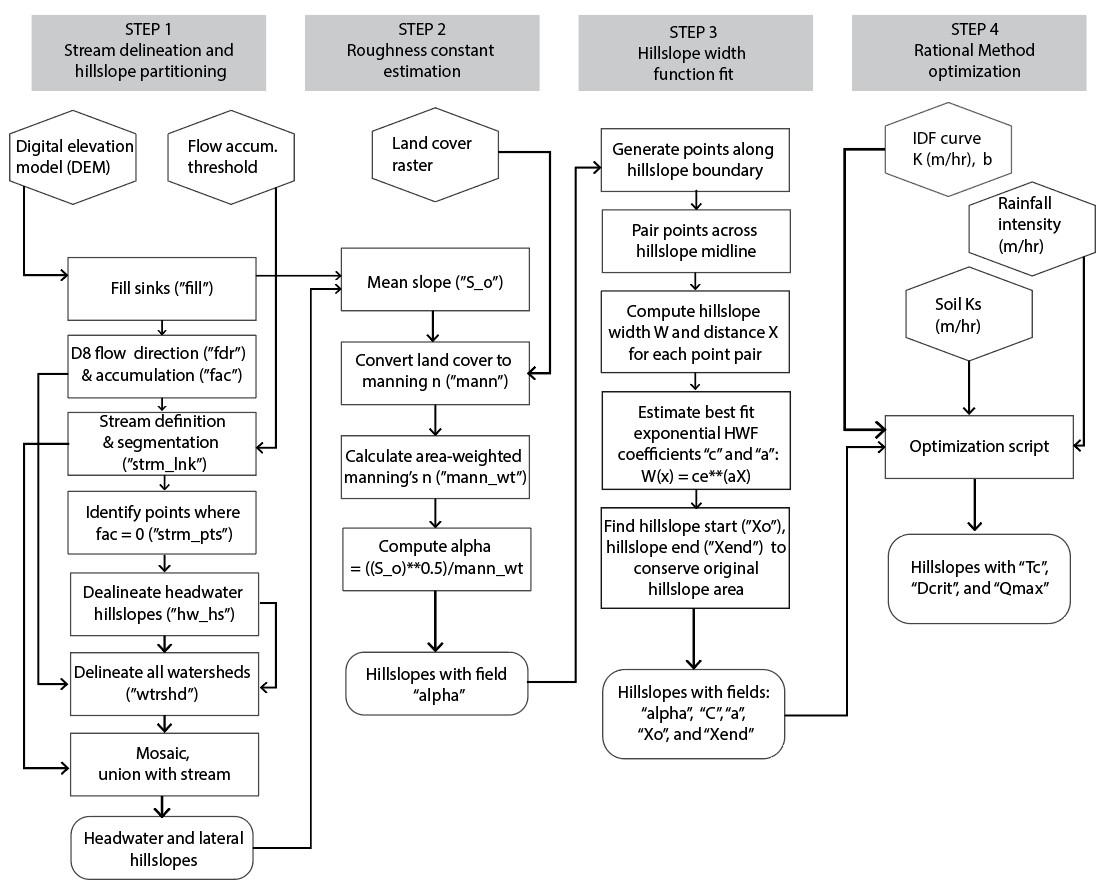 STEP 1
Stream delineation and
hillslope partitioning
Digital elevation
model (DEM)
Flow accum.
threshold
Fill sinks ("fill")
D8 flow direction ("fdr")
& accumulation ("fac")
Stream definition
& segmentation
("strm_lnk")
Identify points where
fac = 0 ("strm_pts")
Dealineate headwater
hillslopes ("hw_hs")
Delineate all watersheds
("wtrshd")
Mosaic,
union with stream
Headwater and lateral
hillslopes
STEP 2
Roughness constant
estimation
Land cover
raster
Mean slope ("S_o")
Convert land cover to
manning n ("mann")
Calculate area-weighted
manning's n ("mann_wt")
Compute alpha
= ((S_o)**0.5)/mann_wt
Hillslopes with field
"alpha"
STEP 3
Hillslope width
function fit
Generate points along
hillslope boundary
Pair points across
hillslope midline
Compute hillslope
width W and distance X
for each point pair
Estimate best fit
exponential HWF
coefficients "c" and "a":
W(x) = ce**(aX)
Find hillslope start ("Xo"),
hillslope end ("Xend") to
conserve original
hillslope area
Hillslopes with fields:
"alpha", "C", "a",
"Xo", and "Xend"
STEP 4
Rational Method
optimization
IDF curve
K (m/hr), b
Rainfall
intensity
(m/hr)
Soil Ks
(m/hr)
Optimization script
Hillslopes with "Tc",
"Dcrit", and "Qmax"